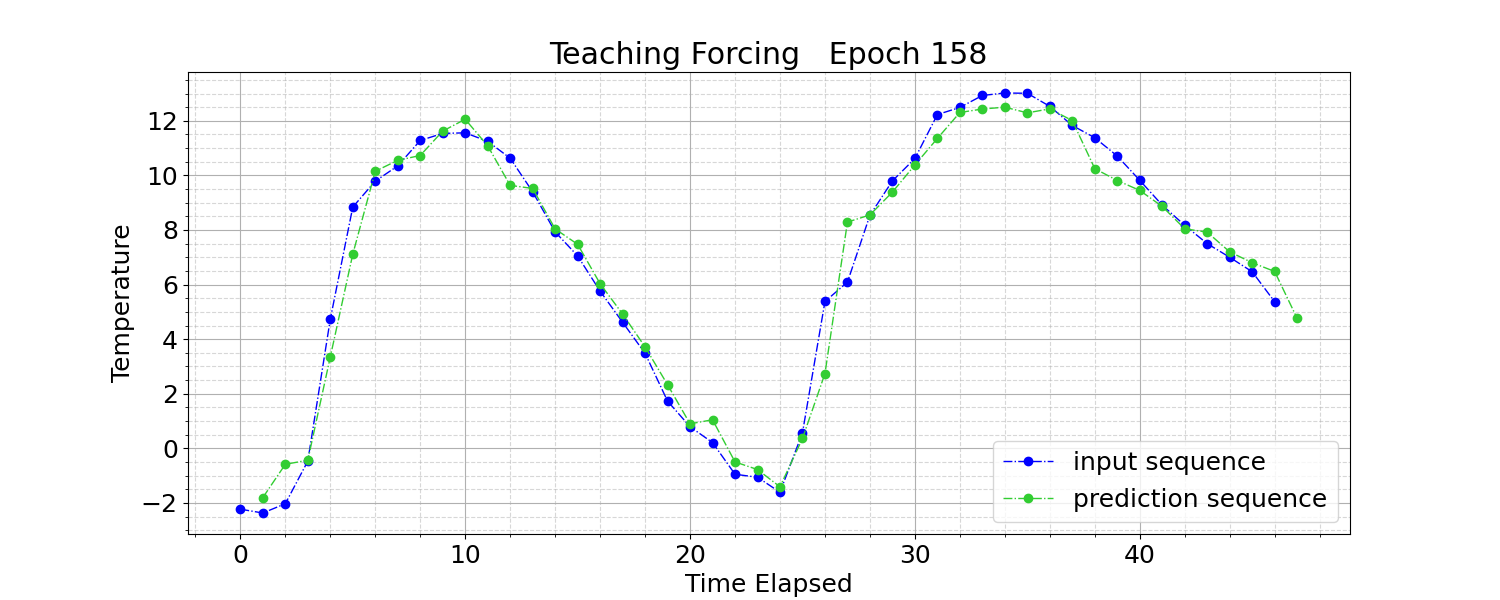 Teaching Forcing   Epoch 158
Temperature
12
10
8
6
4
2
0
−2
0 10 20 30 40
Time Elapsed
input sequence
prediction sequence